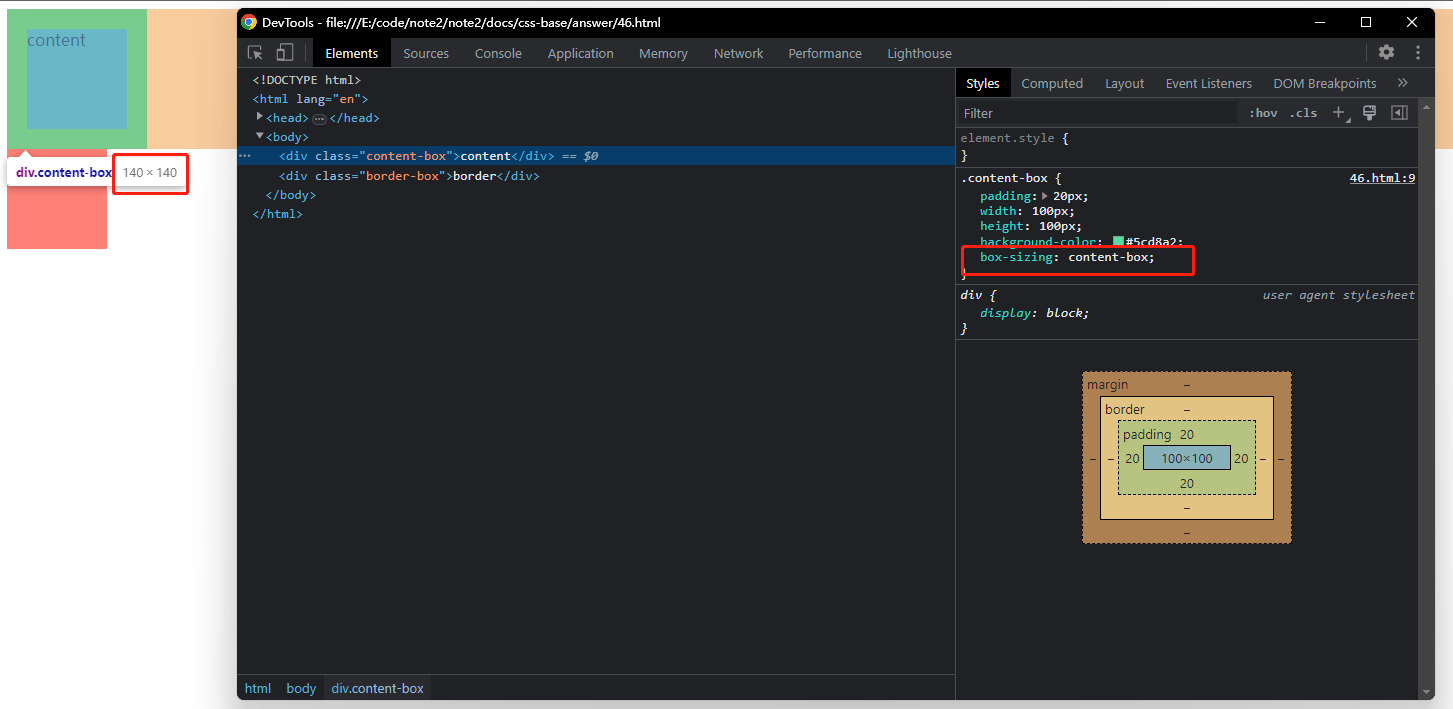 content
div.content-box 140 × 140
DevTools - file:///E:/code/note2/note2/docs/css-base/answer/46.html
Elements Sources Console Application Memory Network Performance Lighthouse
<!DOCTYPE html>
<html lang="en">
<head> … </head>
<body>
<div class="content-box">content</div> == $0
<div class="border-box">border</div>
</body>
</html>
html body div.content-box
Styles Computed Layout Event Listeners DOM Breakpoints »
Filter :hov .cls +
element.style {
}
.content-box { 46.html:9
padding: 20px;
width: 100px;
height: 100px;
background-color: #5cd8a2;
box-sizing: content-box;
}
div { user agent stylesheet
display: block;
}
margin –
border –
padding 20
– – 20 100×100 20 – –
20
–
–